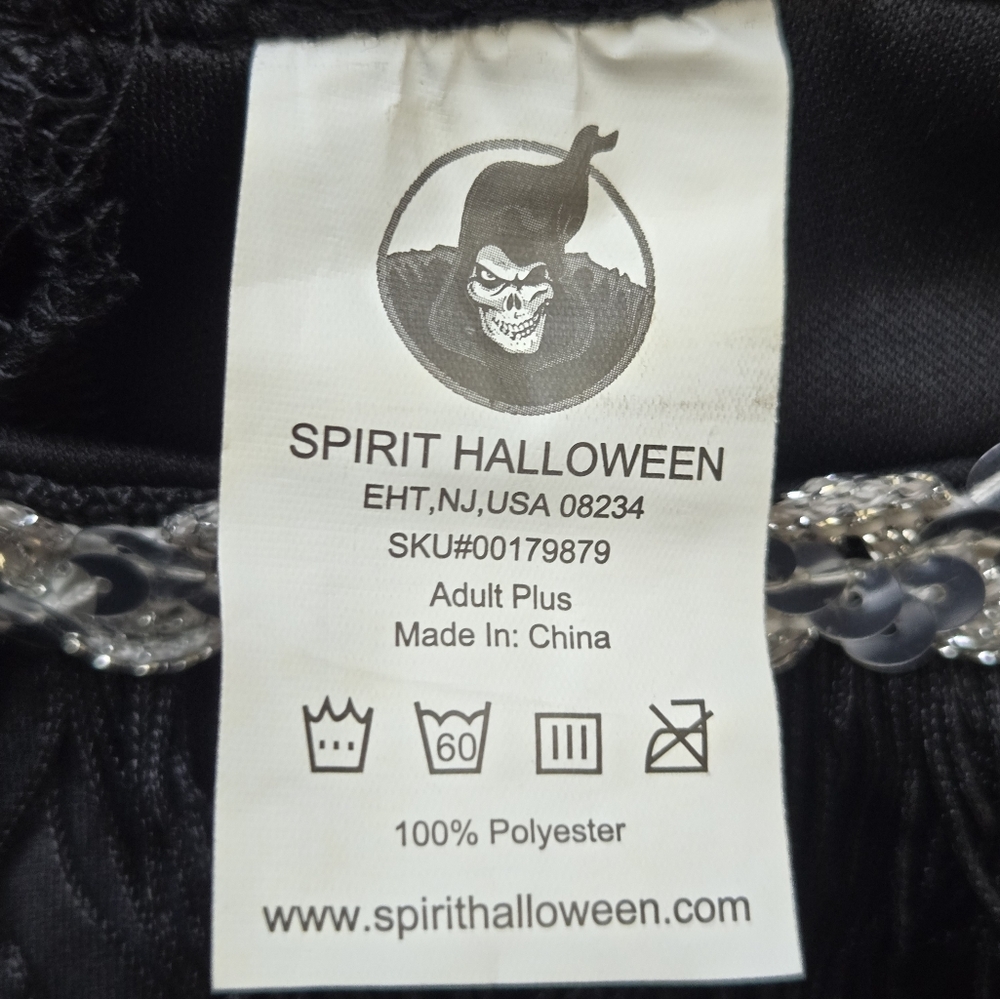 SPIRIT HALLOWEEN
EHT,NJ,USA 08234
SKU#00179879
Adult Plus
Made In: China
60
100% Polyester
www.spirithalloween.com